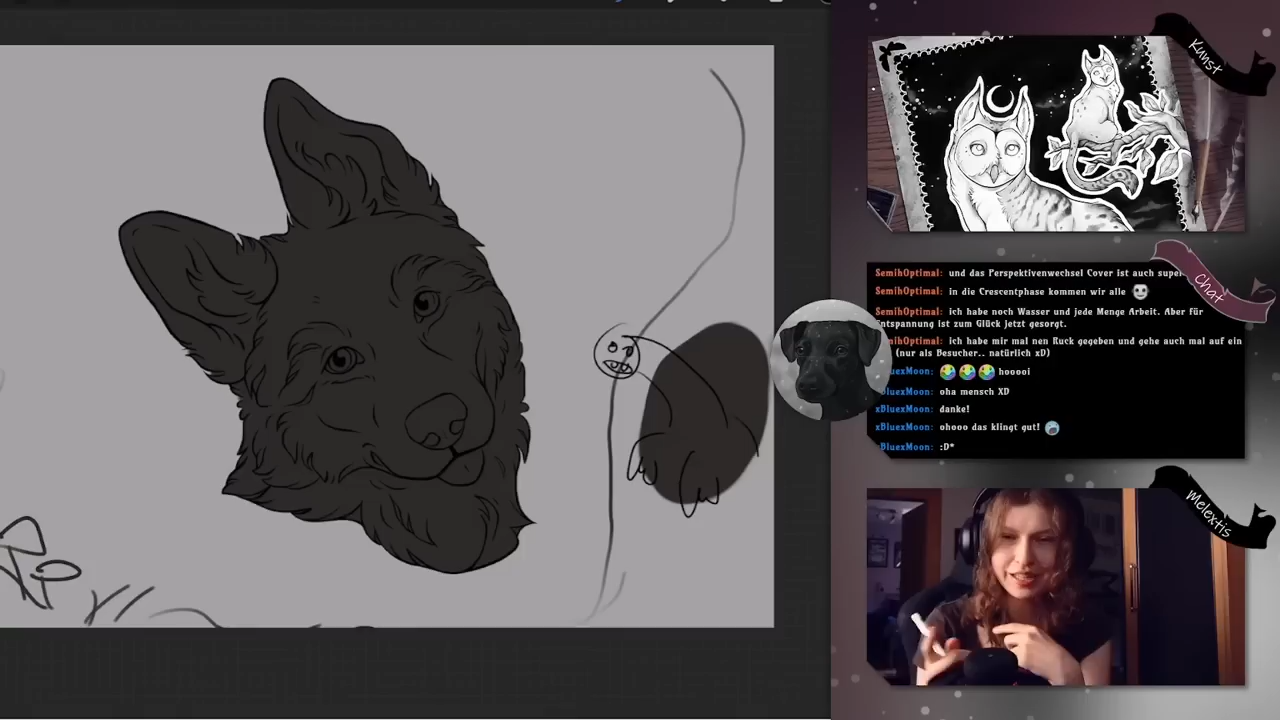 Kunst
Chat
SemihOptimal: und das Perspektivenwechsel Cover ist auch super
SemihOptimal: in die Crescentphase kommen wir alle
SemihOptimal: ich habe noch Wasser und jede Menge Arbeit. Aber für
Entspannung ist zum Glück jetzt gesorgt.
mihOptimal: ich habe mir mal nen Ruck gegeben und gehe auch mal auf ein
(nur als Besucher.. natürlich xD)
BluexMoon: hooooi
xBluexMoon: oha mensch XD
xBluexMoon: danke!
xBluexMoon: ohooo das klingt gut!
BluexMoon: :D*
Melextis